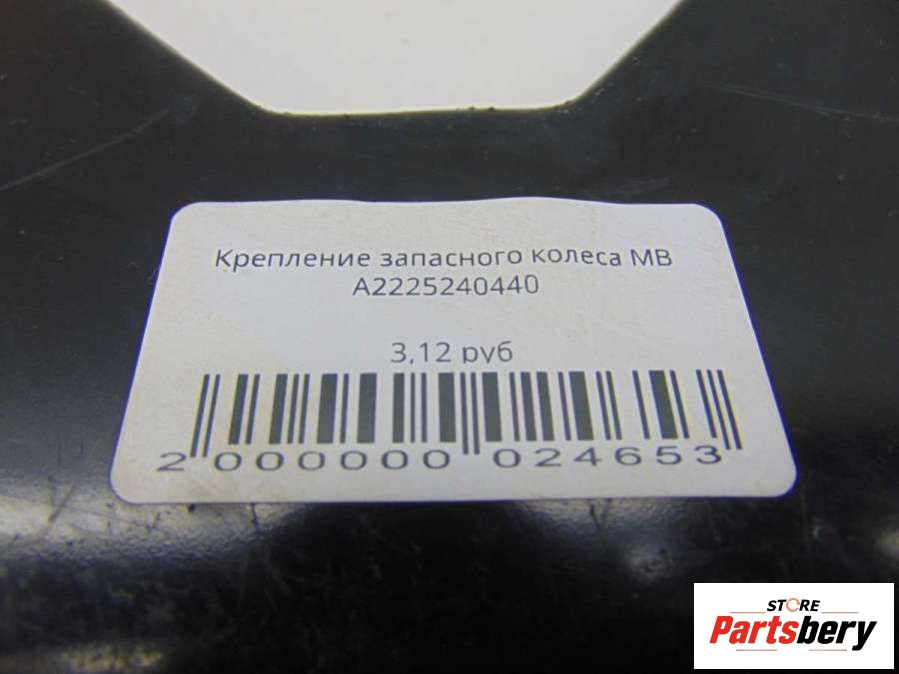 Крепление запасного колеса MB
A2225240440
3,12 руб
2 000000 024653
STORE
Partsbery